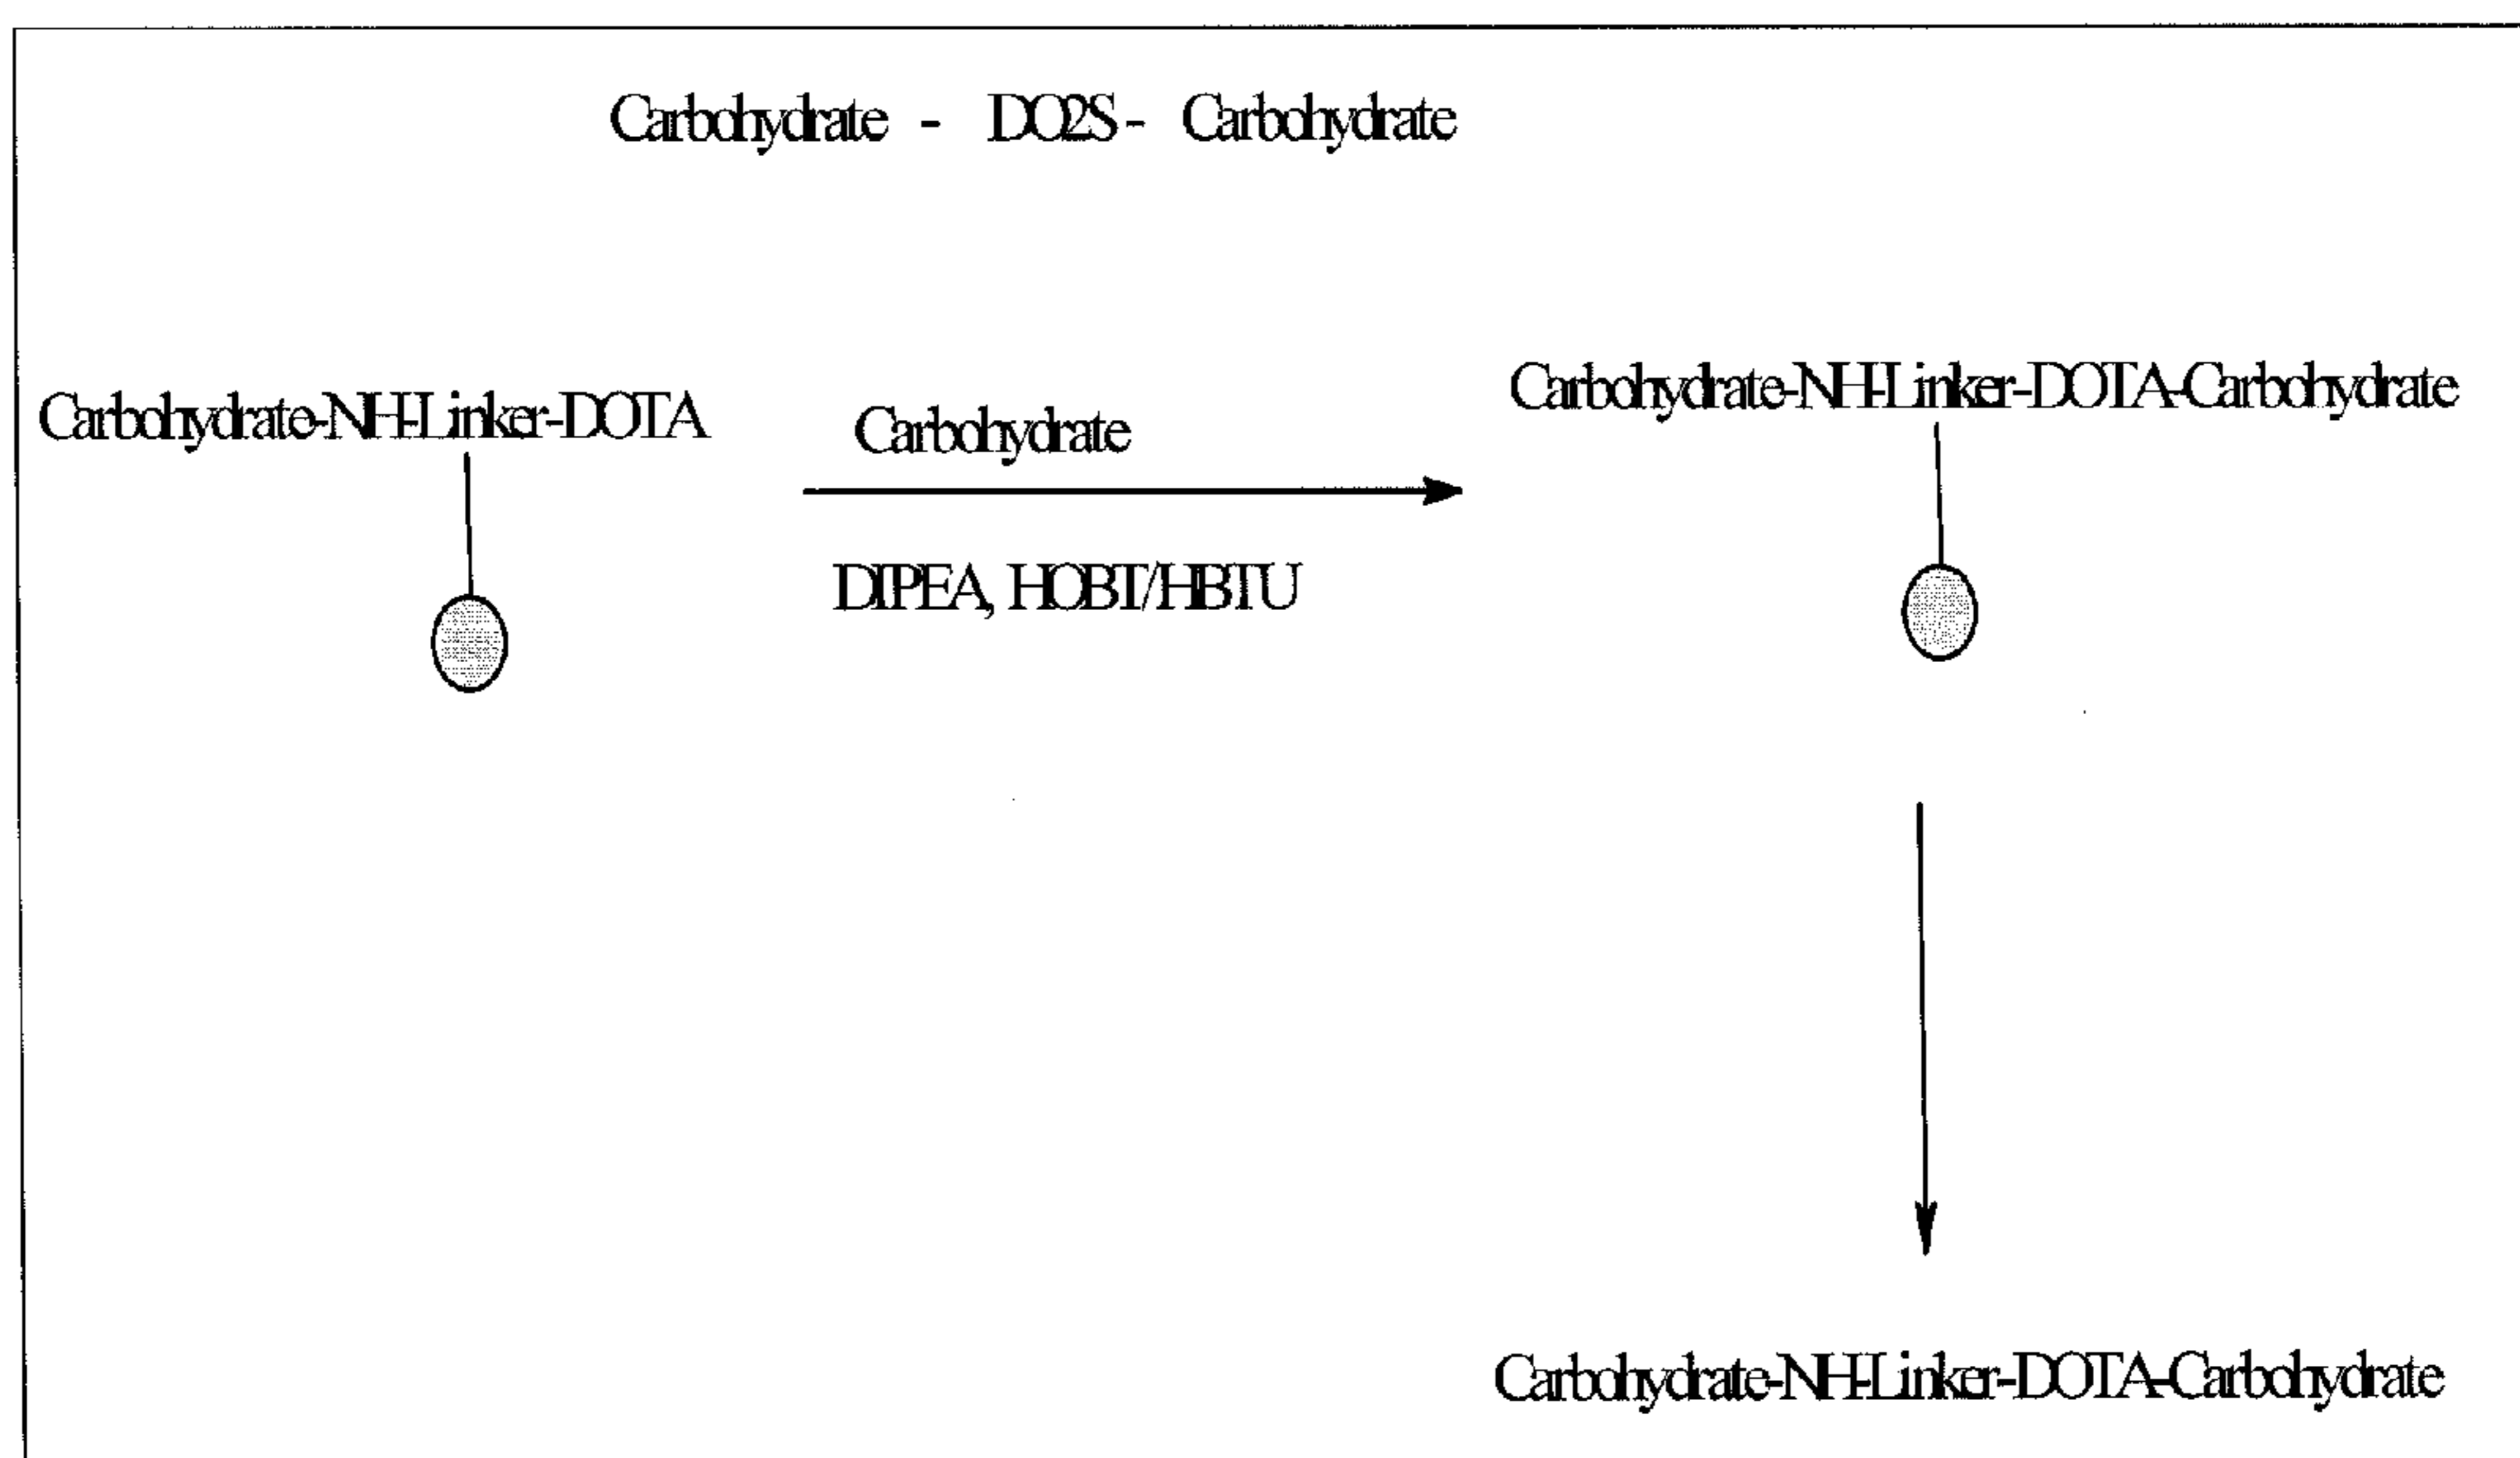 Carbohydrate - DO2S - Carbohydrate
Carbohydrate-NH-Linker-DOTA
Carbohydrate
DIPEA, HOBT/HBTU
Carbohydrate-NH-Linker-DOTA-Carbohydrate
Carbohydrate-NH-Linker-DOTA-Carbohydrate